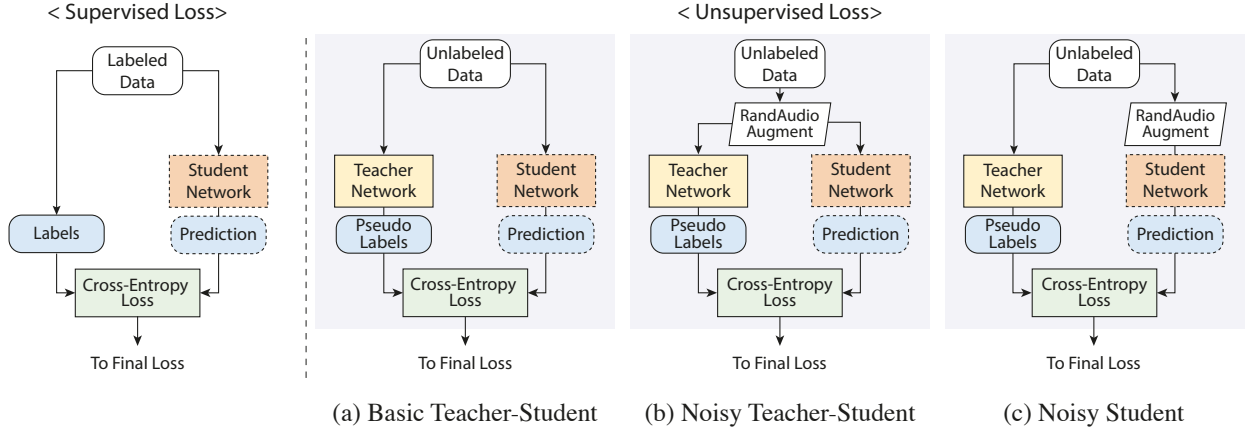 < Supervised Loss>
Labeled
Data
Student
Network
Labels
Prediction
Cross-Entropy
Loss
To Final Loss
< Unsupervised Loss>
Unlabeled
Data
Teacher
Network
Student
Network
Pseudo
Labels
Prediction
Cross-Entropy
Loss
To Final Loss
(a) Basic Teacher-Student
Unlabeled
Data
RandAudio
Augment
Teacher
Network
Student
Network
Pseudo
Labels
Prediction
Cross-Entropy
Loss
To Final Loss
(b) Noisy Teacher-Student
Unlabeled
Data
RandAudio
Augment
Teacher
Network
Student
Network
Pseudo
Labels
Prediction
Cross-Entropy
Loss
To Final Loss
(c) Noisy Student